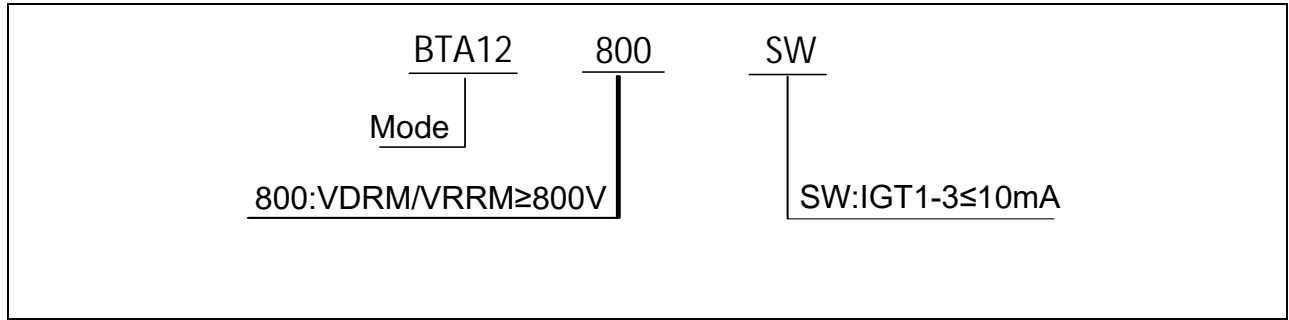 BTA12 800 SW
Mode
800:VDRM/VRRM≥800V SW:IGT1-3≤10mA